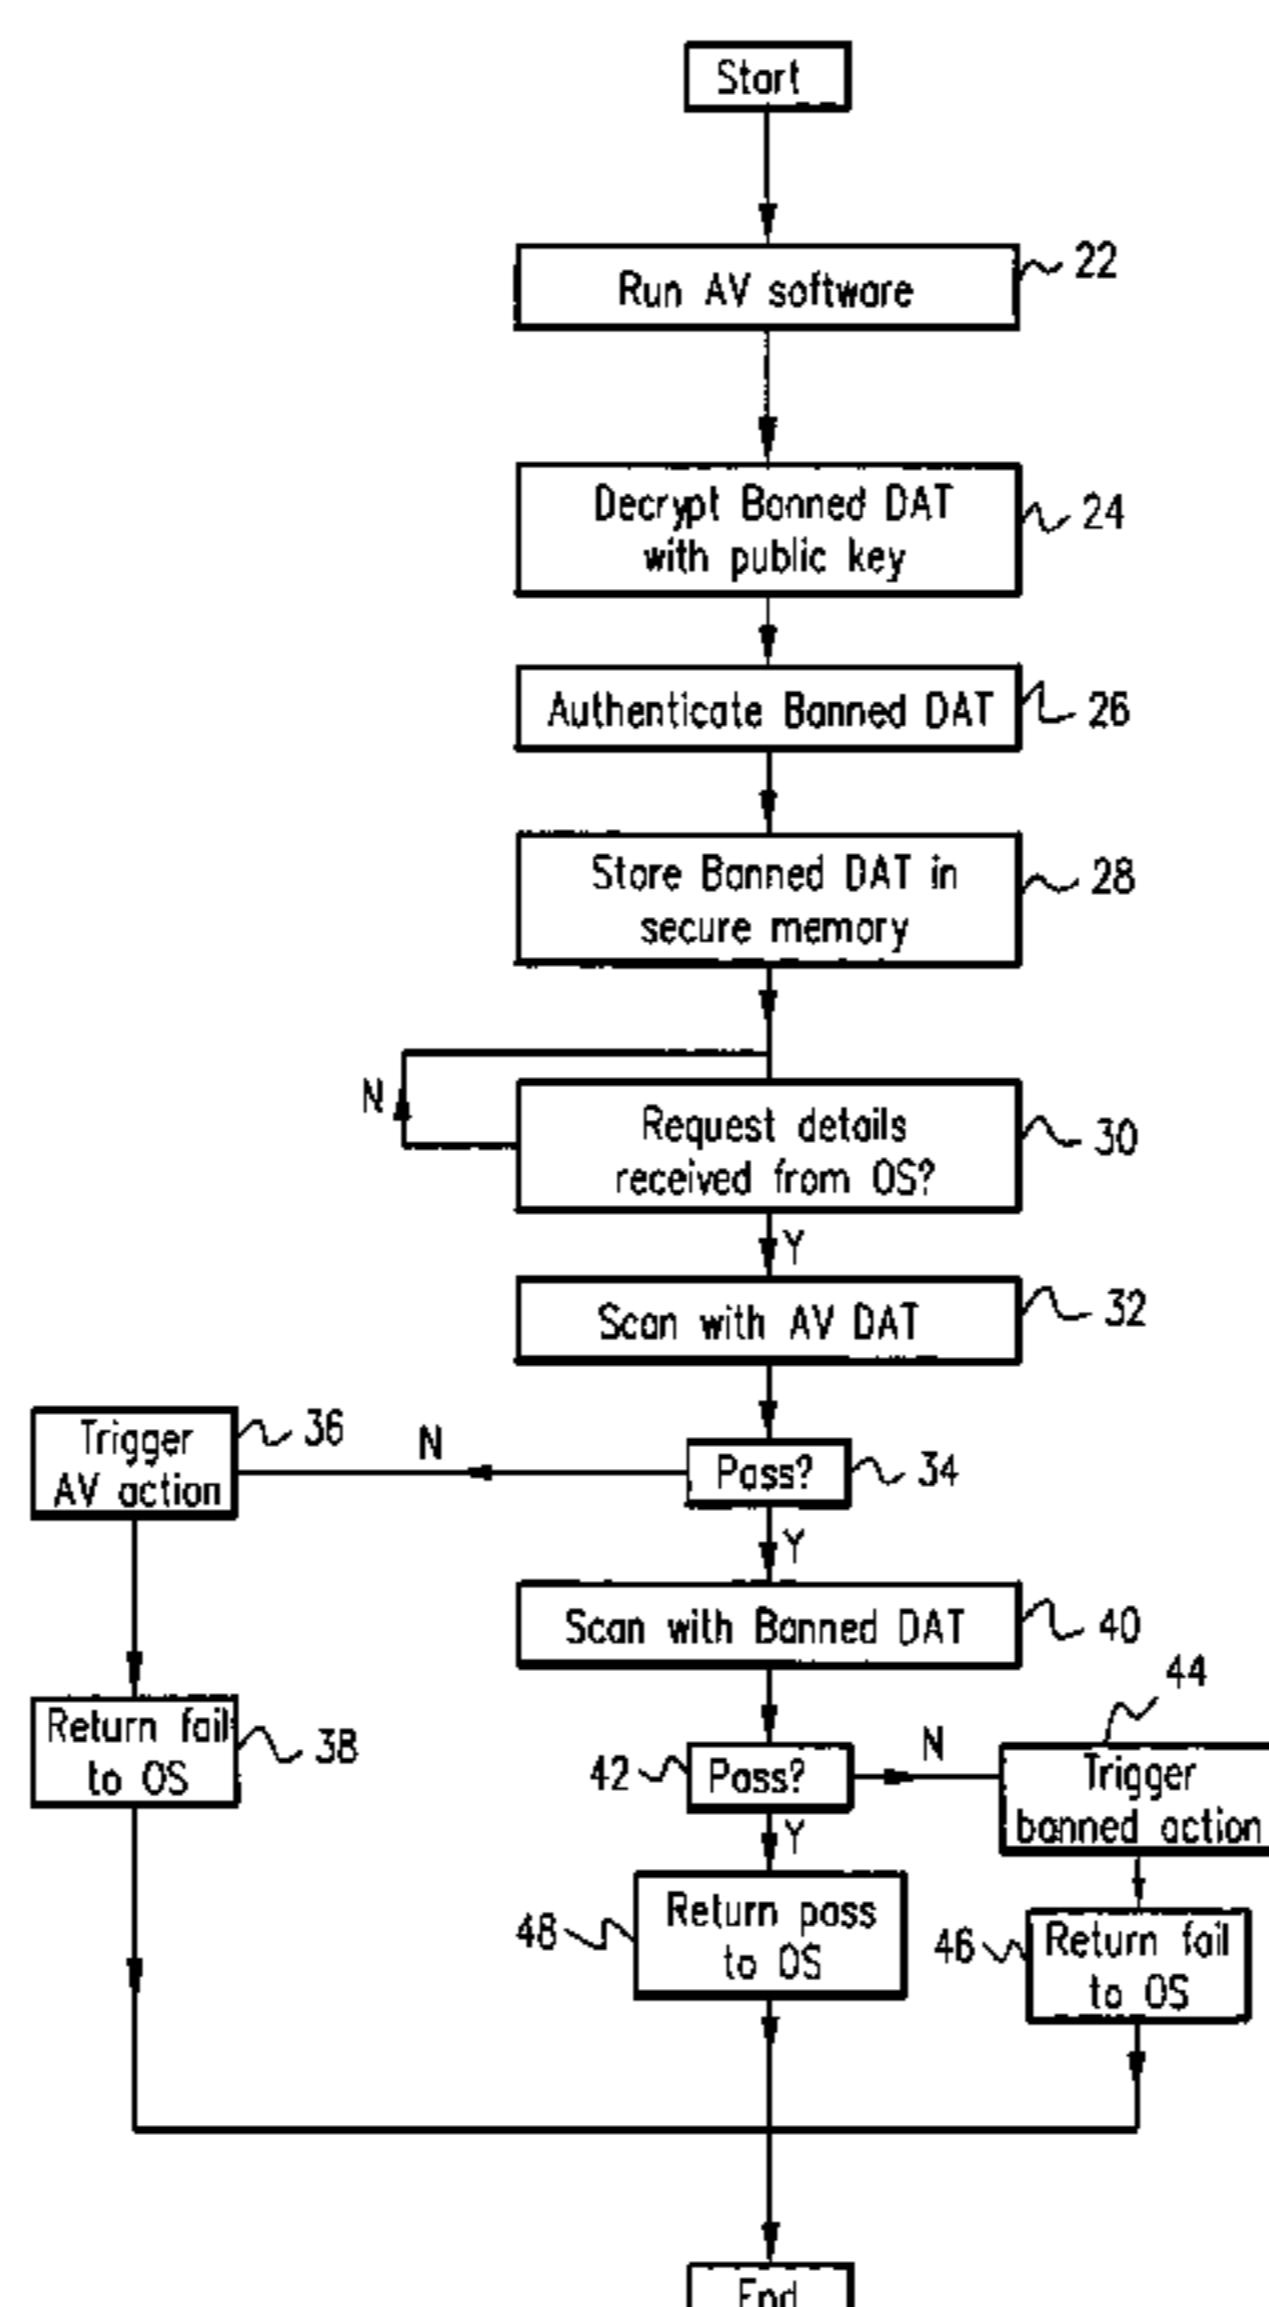 Start
Run AV software
22
Decrypt Banned DAT
with public key
24
Authenticate Banned DAT
26
Store Banned DAT in
secure memory
28
N
Request details
received from OS?
30
Y
Scan with AV DAT
32
Trigger
AV action
36
N
Pass?
34
Y
Scan with Banned DAT
40
Return fail
to OS
38
42
Pass?
N
44
Trigger
banned action
Y
48
Return pass
to OS
46
Return fail
to OS
End